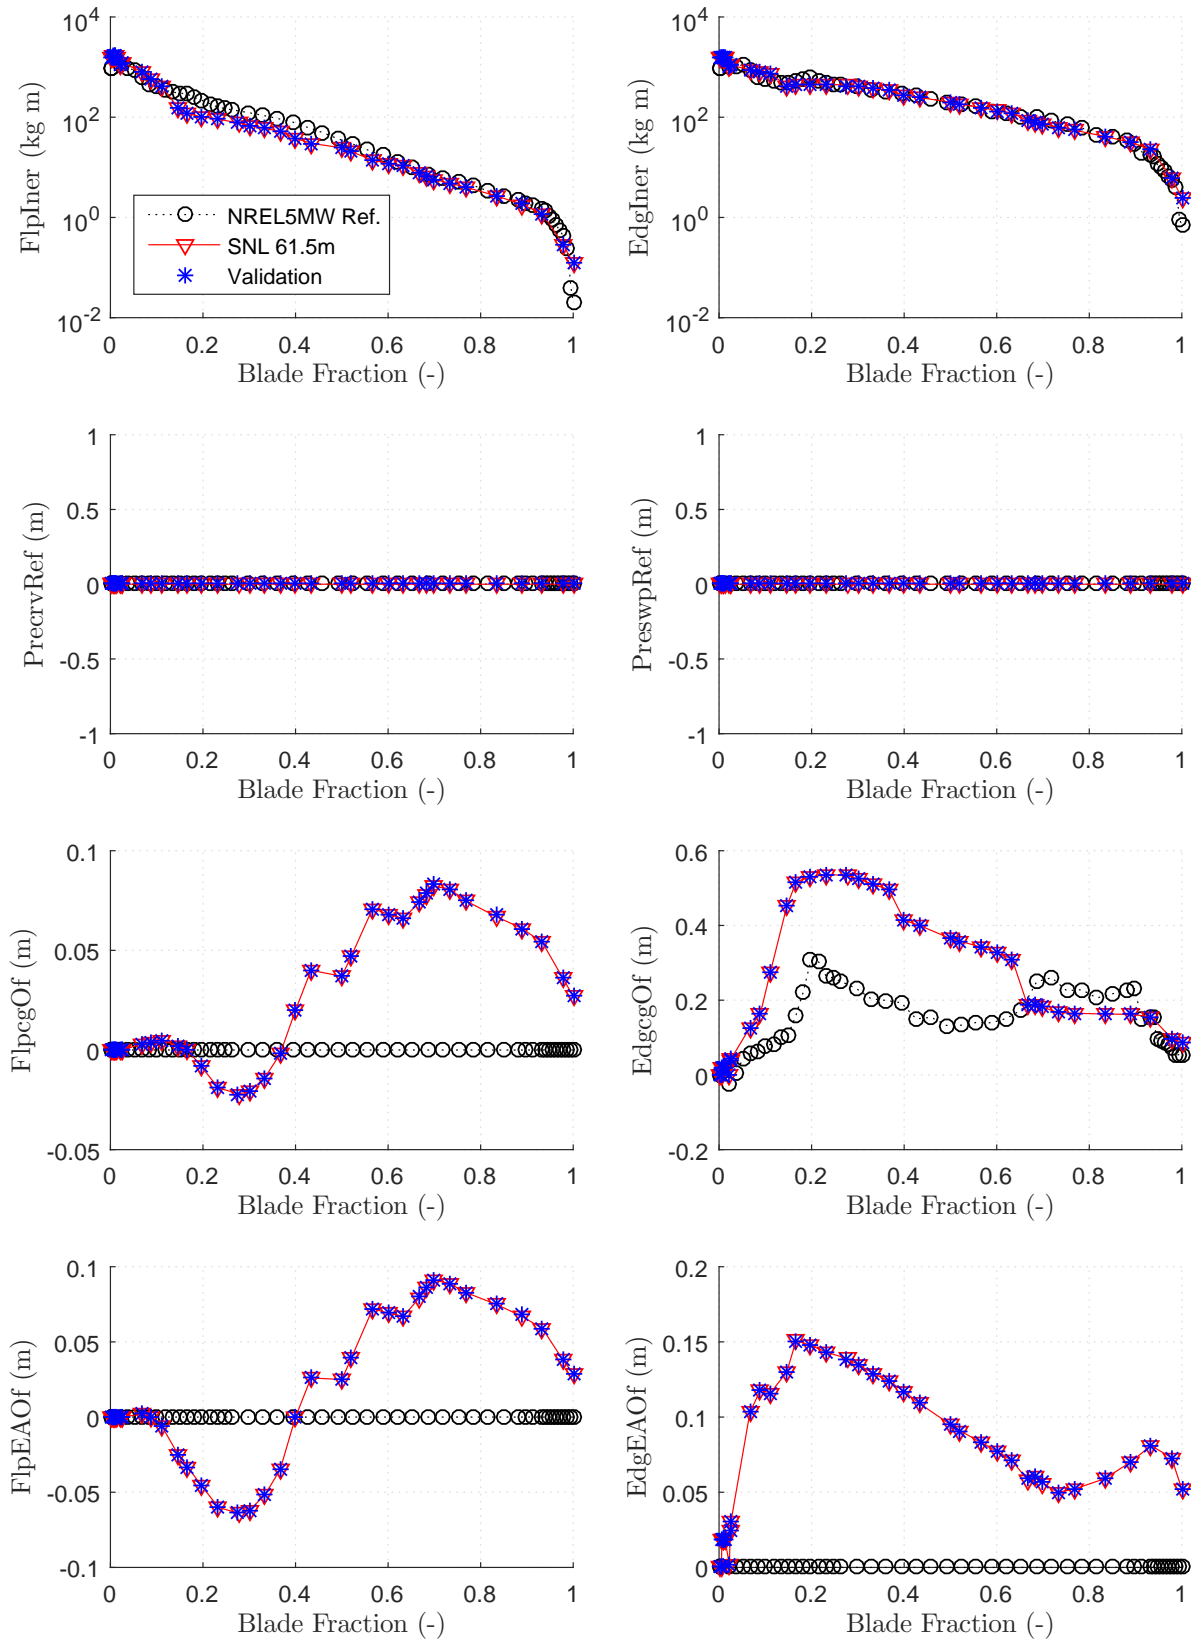 10^4
10^2
10^0
10^-2
FlpIner (kg m)
NREL5MW Ref.
SNL 61.5m
Validation
0 0.2 0.4 0.6 0.8 1
Blade Fraction (-)
10^4
10^2
10^0
10^-2
EdgIner (kg m)
0 0.2 0.4 0.6 0.8 1
Blade Fraction (-)
1
0.5
0
-0.5
-1
PrecrvRef (m)
0 0.2 0.4 0.6 0.8 1
Blade Fraction (-)
1
0.5
0
-0.5
-1
PreswpRef (m)
0 0.2 0.4 0.6 0.8 1
Blade Fraction (-)
0.1
0.05
0
-0.05
FlpcgOf (m)
0 0.2 0.4 0.6 0.8 1
Blade Fraction (-)
0.6
0.4
0.2
0
-0.2
EdgcgOf (m)
0 0.2 0.4 0.6 0.8 1
Blade Fraction (-)
0.1
0.05
0
-0.05
-0.1
FlpEAOf (m)
0 0.2 0.4 0.6 0.8 1
Blade Fraction (-)
0.2
0.15
0.1
0.05
0
EdgEAOf (m)
0 0.2 0.4 0.6 0.8 1
Blade Fraction (-)